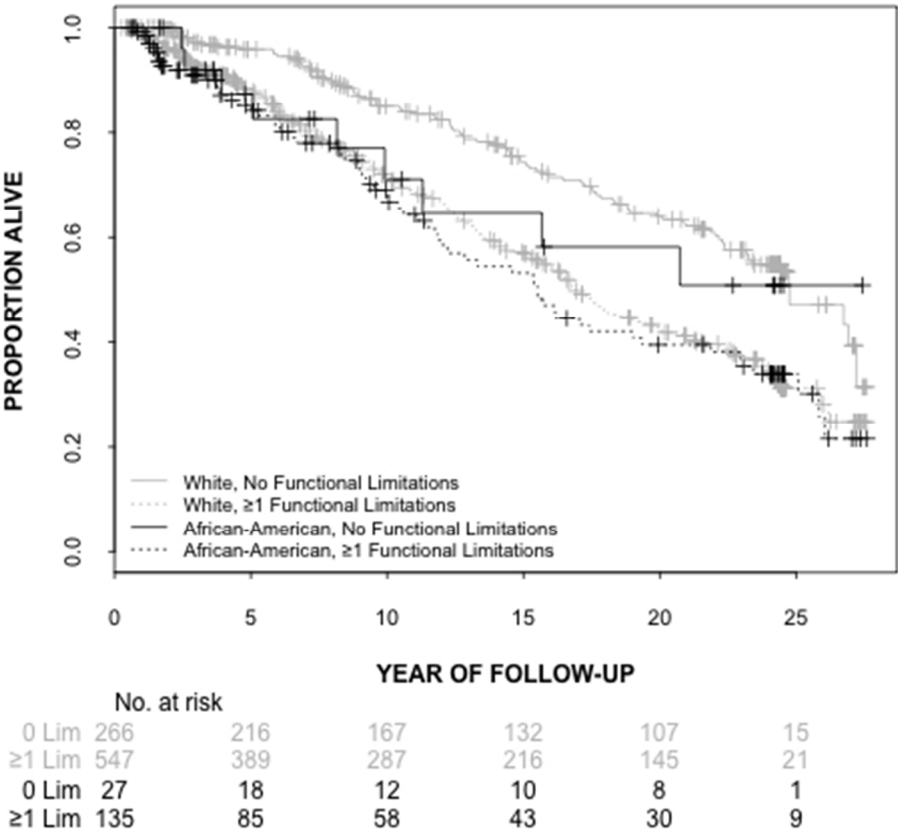 PROPORTION ALIVE
1.0
0.8
0.6
0.4
0.2
0.0
White, No Functional Limitations
White, ≥1 Functional Limitations
African-American, No Functional Limitations
African-American, ≥1 Functional Limitations
0 5 10 15 20 25
YEAR OF FOLLOW-UP
No. at risk
0 Lim 266 216 167 132 107 15
≥1 Lim 547 389 287 216 145 21
0 Lim 27 18 12 10 8 1
≥1 Lim 135 85 58 43 30 9